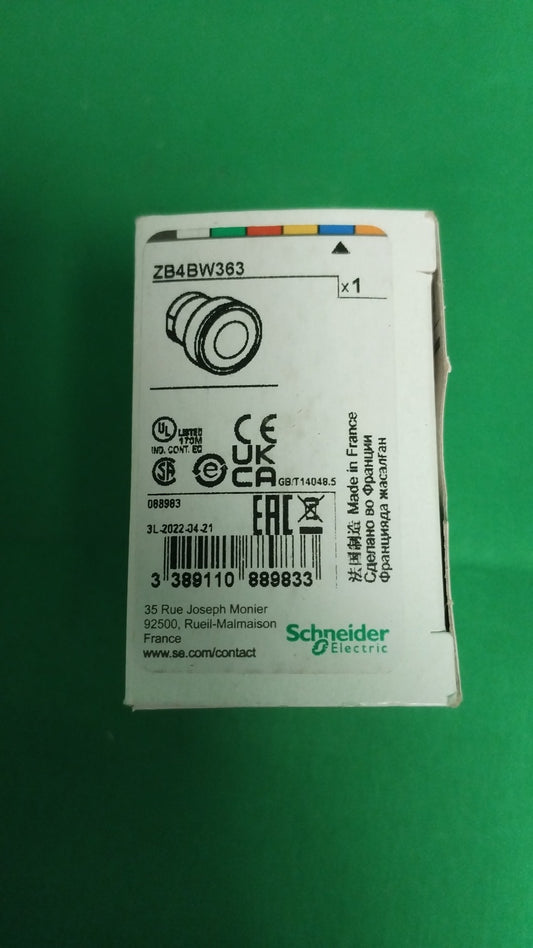 ZB4BW363
x1
UL LISTED
170M
IND. CONT. EQ
CE
UK
CA
GB/T14048.5
088983
EAC
3L-2022-04-21
3 389110 889833
法国制造 Made in France
Сделано во Франции
Францияда жасалған
35 Rue Joseph Monier
92500, Rueil-Malmaison
France
www.se.com/contact
Schneider
Electric